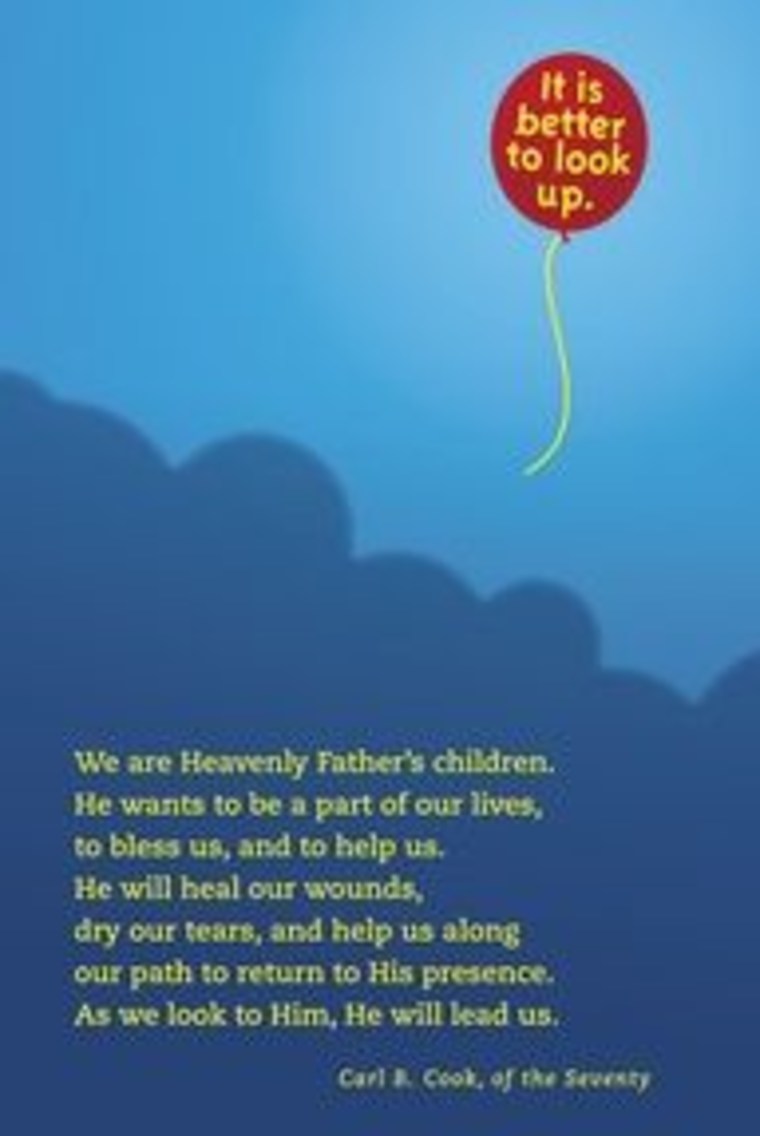 It is
better
to look
up.
We are Heavenly Father's children.
He wants to be a part of our lives,
to bless us, and to help us.
He will heal our wounds,
dry our tears, and help us along
our path to return to His presence.
As we look to Him, He will lead us.
Carl B. Cook, of the Seventy